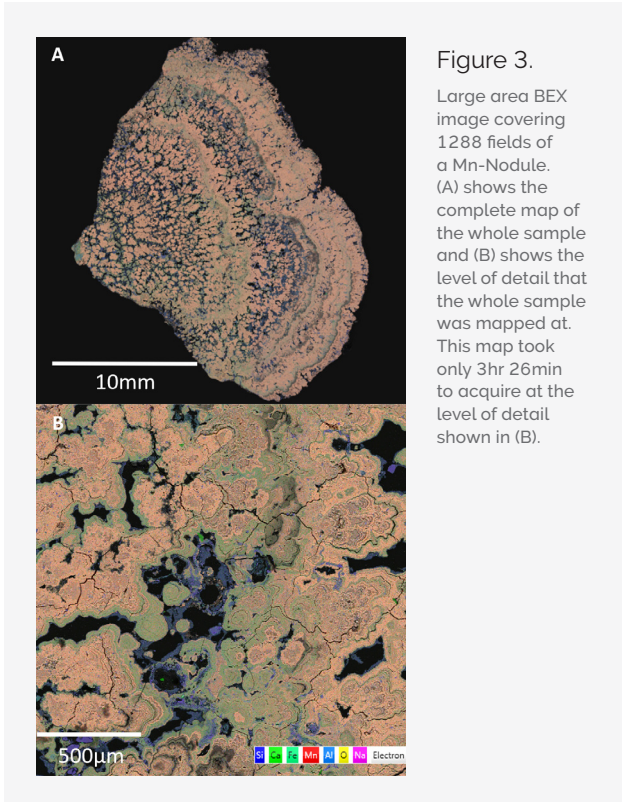 A
10mm
B
500µm
Si Ca Fe Mn Al O Na Electron
Figure 3.
Large area BEX
image covering
1288 fields of
a Mn-Nodule.
(A) shows the
complete map of
the whole sample
and (B) shows the
level of detail that
the whole sample
was mapped at.
This map took
only 3hr 26min
to acquire at the
level of detail
shown in (B).